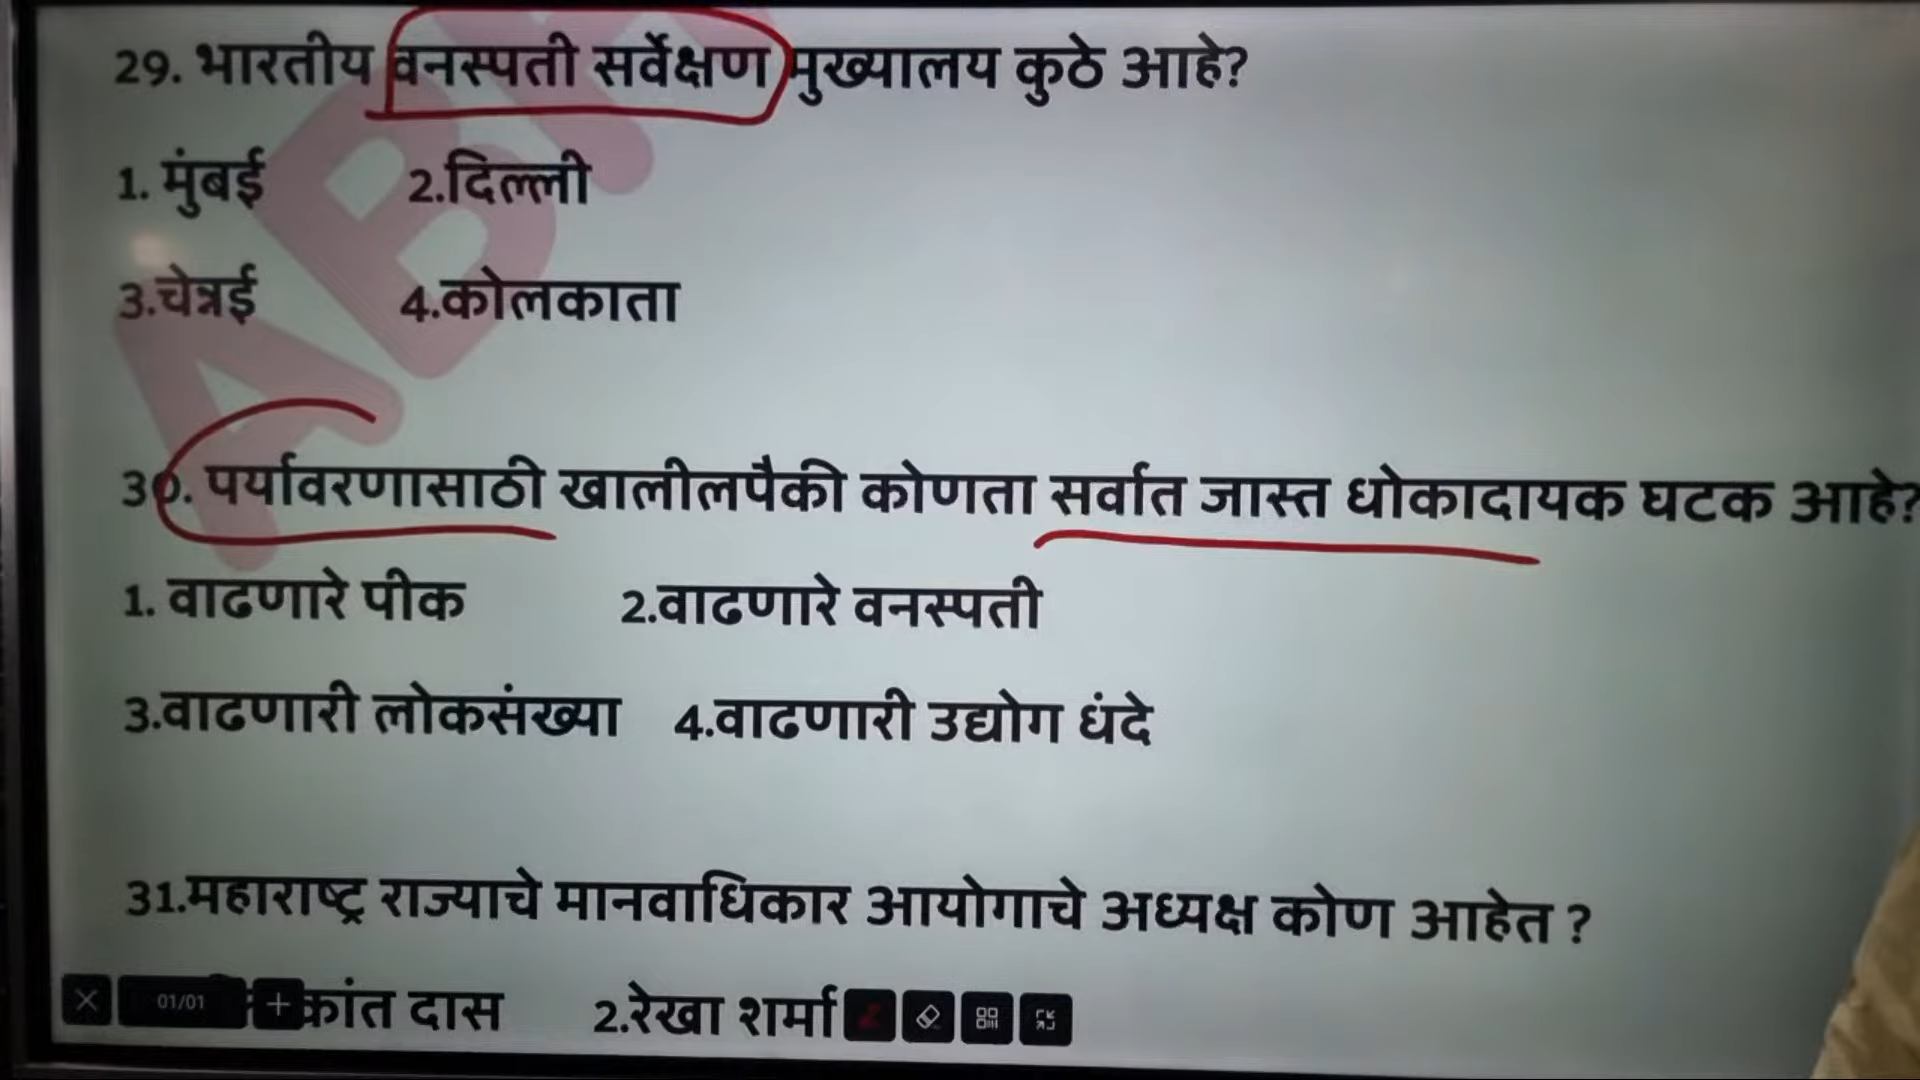 29. भारतीय वनस्पती सर्वेक्षण मुख्यालय कुठे आहे?
1. मुंबई 2.दिल्ली
3.चेन्नई 4.कोलकाता
30. पर्यावरणासाठी खालीलपैकी कोणता सर्वात जास्त धोकादायक घटक आहे?
1. वाढणारे पीक 2.वाढणारे वनस्पती
3.वाढणारी लोकसंख्या 4.वाढणारी उद्योग धंदे
31.महाराष्ट्र राज्याचे मानवाधिकार आयोगाचे अध्यक्ष कोण आहेत ?
दास 2.रेखा शर्मा
01/01